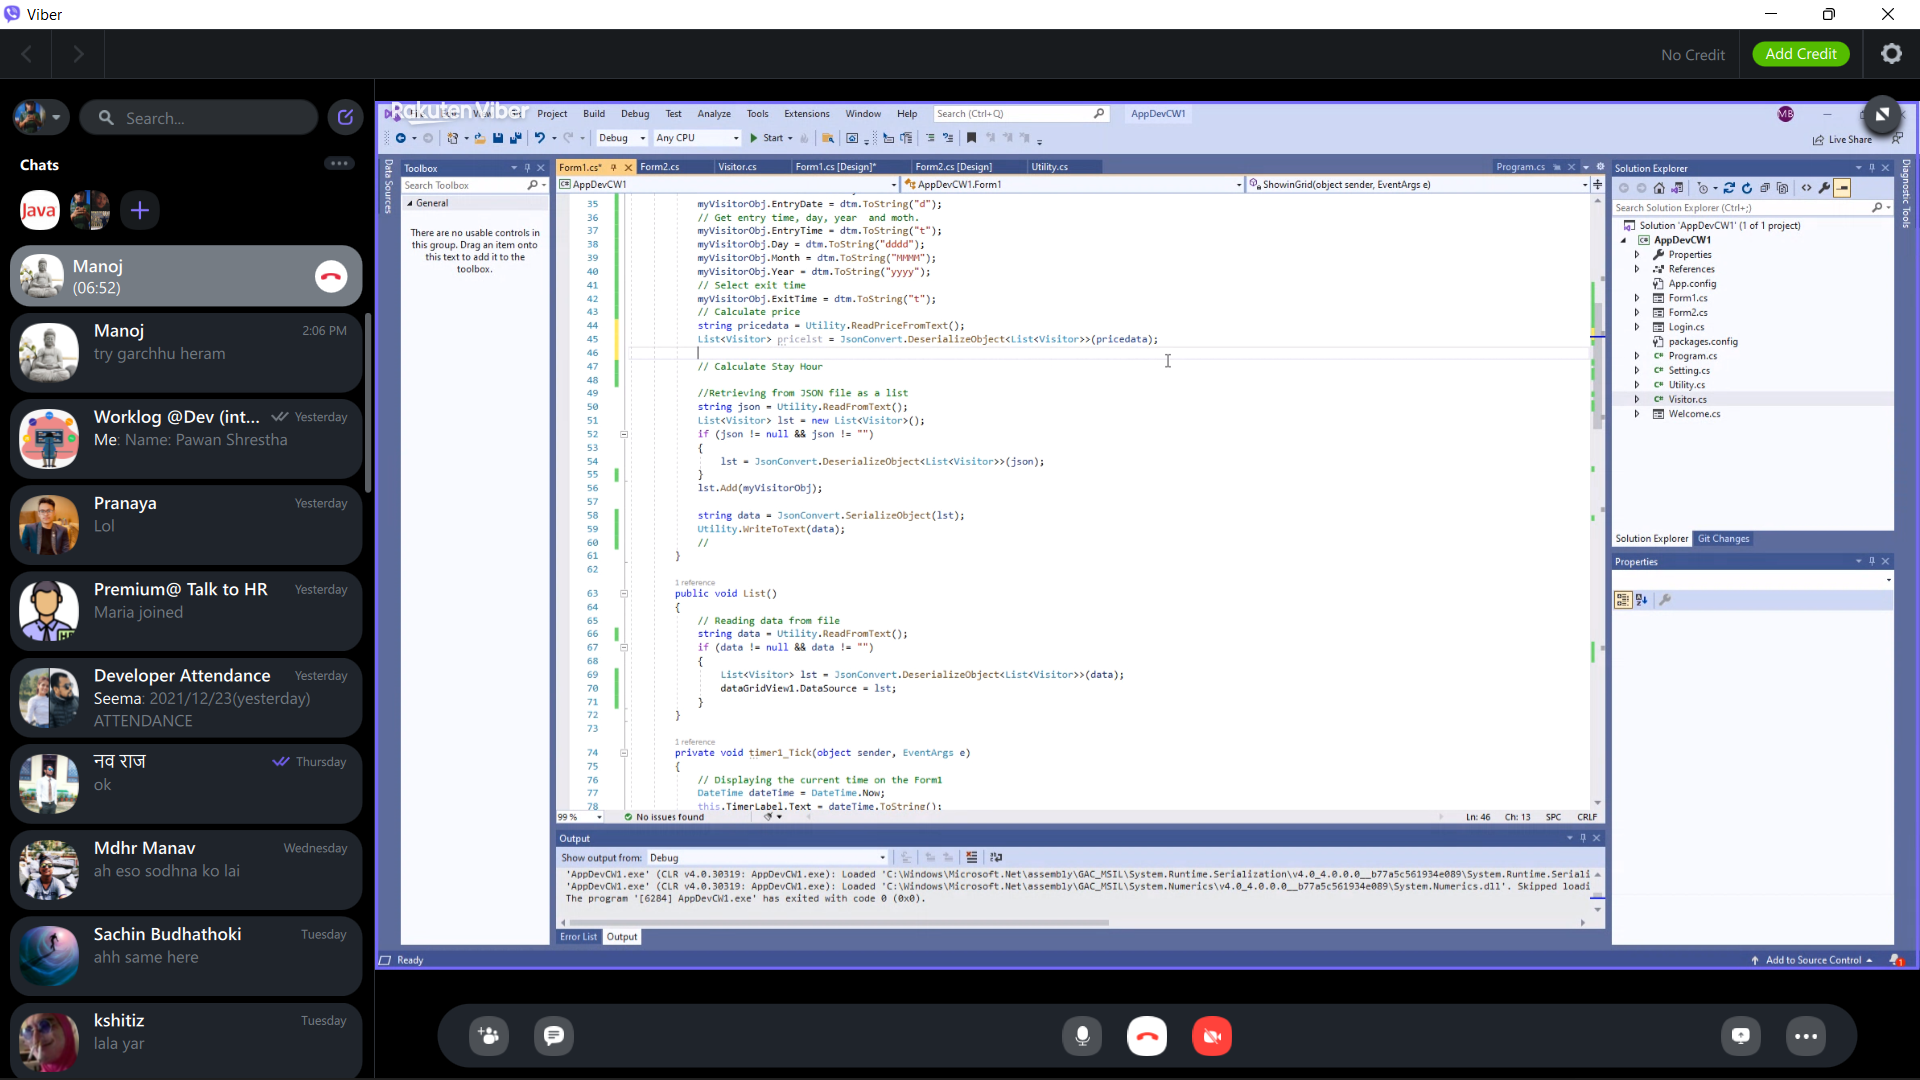 Viber
No Credit
Add Credit
Search...
Chats
Java
Manoj
(06:52)
Manoj
2:06 PM
try garchhu heram
Worklog @Dev (int...
Yesterday
Me: Name: Pawan Shrestha
Pranaya
Yesterday
Lol
Premium@ Talk to HR
Yesterday
Maria joined
Developer Attendance
Yesterday
Seema: 2021/12/23(yesterday)
ATTENDANCE
नव राज
Thursday
ok
Mdhr Manav
Wednesday
ah eso sodhna ko lai
Sachin Budhathoki
Tuesday
ahh same here
kshitiz
Tuesday
lala yar
Rakuten Viber
Project Build Debug Test Analyze Tools Extensions Window Help
Search (Ctrl+Q)
AppDevCW1
MB
Debug
Any CPU
Start
Live Share
Data Sources
Toolbox
Search Toolbox
General
There are no usable controls in
this group. Drag an item onto
this text to add it to the
toolbox.
Form1.cs*
Form2.cs
Visitor.cs
Form1.cs [Design]*
Form2.cs [Design]
Utility.cs
Program.cs
AppDevCW1
AppDevCW1.Form1
ShowinGrid(object sender, EventArgs e)
35 myVisitorObj.EntryDate = dtm.ToString("d");
36 // Get entry time, day, year and moth.
37 myVisitorObj.EntryTime = dtm.ToString("t");
38 myVisitorObj.Day = dtm.ToString("dddd");
39 myVisitorObj.Month = dtm.ToString("MMMM");
40 myVisitorObj.Year = dtm.ToString("yyyy");
41 // Select exit time
42 myVisitorObj.ExitTime = dtm.ToString("t");
43 // Calculate price
44 string pricedata = Utility.ReadPriceFromText();
45 List<Visitor> pricelst = JsonConvert.DeserializeObject<List<Visitor>>(pricedata);
46
47 // Calculate Stay Hour
48
49 //Retrieving from JSON file as a list
50 string json = Utility.ReadFromText();
51 List<Visitor> lst = new List<Visitor>();
52 if (json != null && json != "")
53 {
54 lst = JsonConvert.DeserializeObject<List<Visitor>>(json);
55 }
56 lst.Add(myVisitorObj);
57
58 string data = JsonConvert.SerializeObject(lst);
59 Utility.WriteToText(data);
60 //
61 }
62
1 reference
63 public void List()
64 {
65 // Reading data from file
66 string data = Utility.ReadFromText();
67 if (data != null && data != "")
68 {
69 List<Visitor> lst = JsonConvert.DeserializeObject<List<Visitor>>(data);
70 dataGridView1.DataSource = lst;
71 }
72 }
73
1 reference
74 private void timer1_Tick(object sender, EventArgs e)
75 {
76 // Displaying the current time on the Form1
77 DateTime dateTime = DateTime.Now;
78 this.TimerLabel.Text = dateTime.ToString();
99 %
No issues found
Ln: 46 Ch: 13 SPC CRLF
Output
Show output from: Debug
'AppDevCW1.exe' (CLR v4.0.30319: AppDevCW1.exe): Loaded 'C:\Windows\Microsoft.Net\assembly\GAC_MSIL\System.Runtime.Serialization\v4.0_4.0.0.0__b77a5c561934e089\System.Runtime.Seriali
'AppDevCW1.exe' (CLR v4.0.30319: AppDevCW1.exe): Loaded 'C:\Windows\Microsoft.Net\assembly\GAC_MSIL\System.Numerics\v4.0_4.0.0.0__b77a5c561934e089\System.Numerics.dll'. Skipped loadi
The program '[6284] AppDevCW1.exe' has exited with code 0 (0x0).
Error List
Output
Ready
Add to Source Control
1
Solution Explorer
Search Solution Explorer (Ctrl+;)
Solution 'AppDevCW1' (1 of 1 project)
AppDevCW1
Properties
References
App.config
Form1.cs
Form2.cs
Login.cs
packages.config
Program.cs
Setting.cs
Utility.cs
Visitor.cs
Welcome.cs
Solution Explorer
Git Changes
Properties
Diagnostic Tools